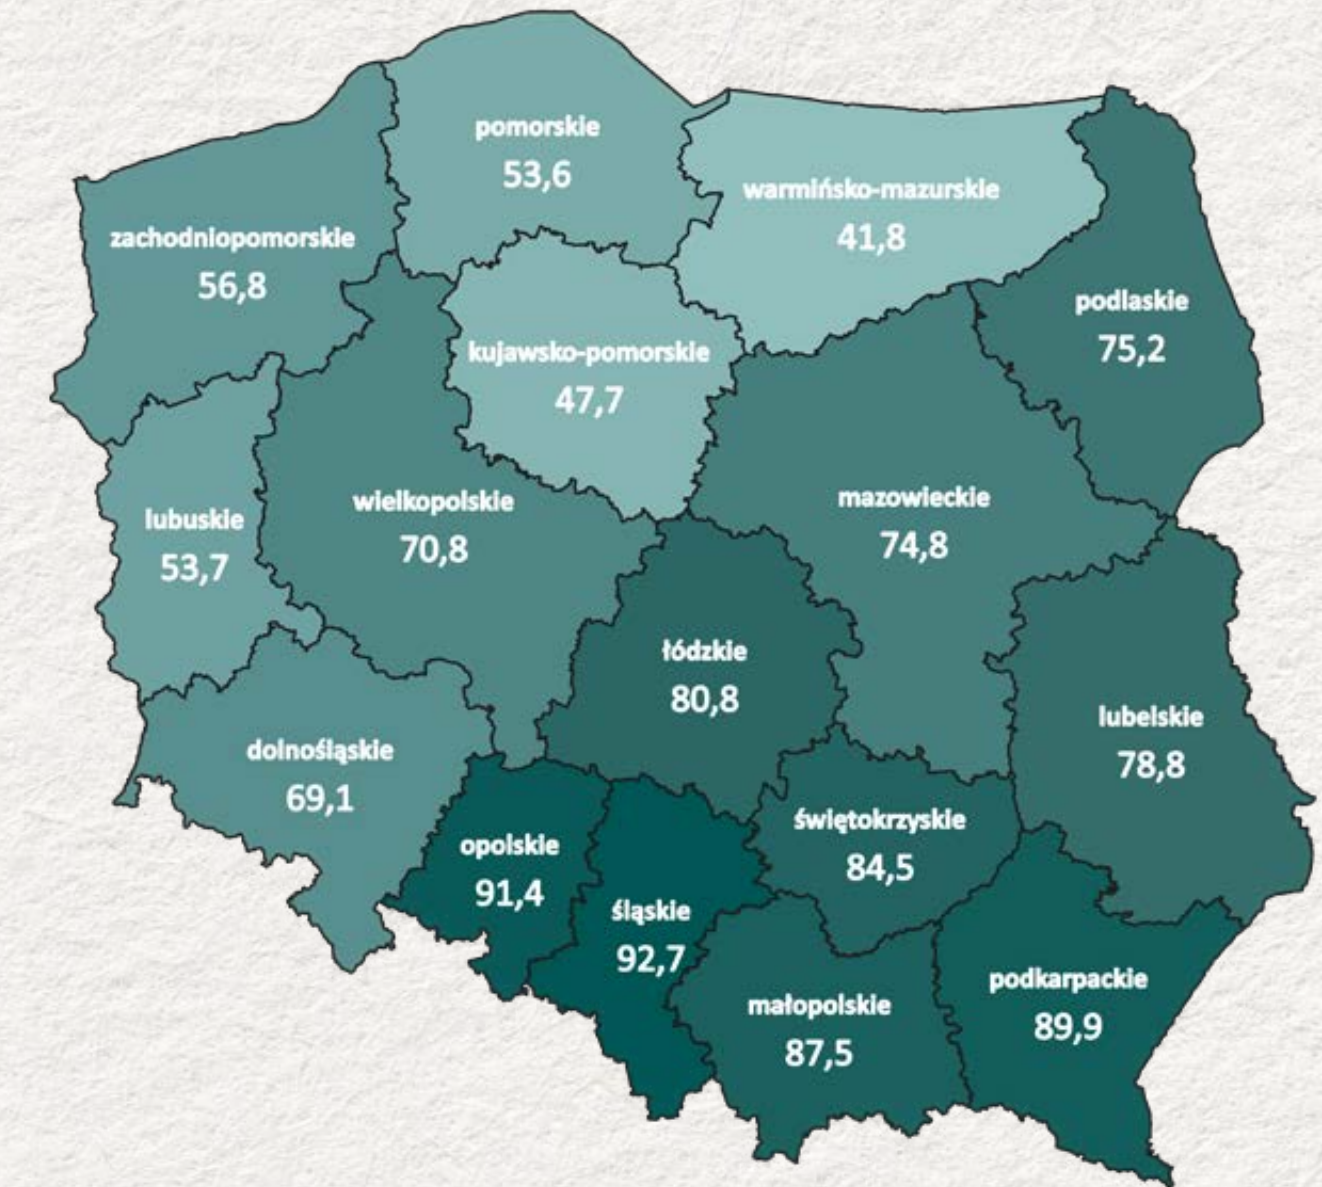 pomorskie
53,6
warmińsko-mazurskie
41,8
zachodniopomorskie
56,8
podlaskie
75,2
kujawsko-pomorskie
47,7
mazowieckie
74,8
wielkopolskie
70,8
lubuskie
53,7
łódzkie
80,8
lubelskie
78,8
dolnośląskie
69,1
świętokrzyskie
84,5
opolskie
91,4
śląskie
92,7
podkarpackie
89,9
małopolskie
87,5